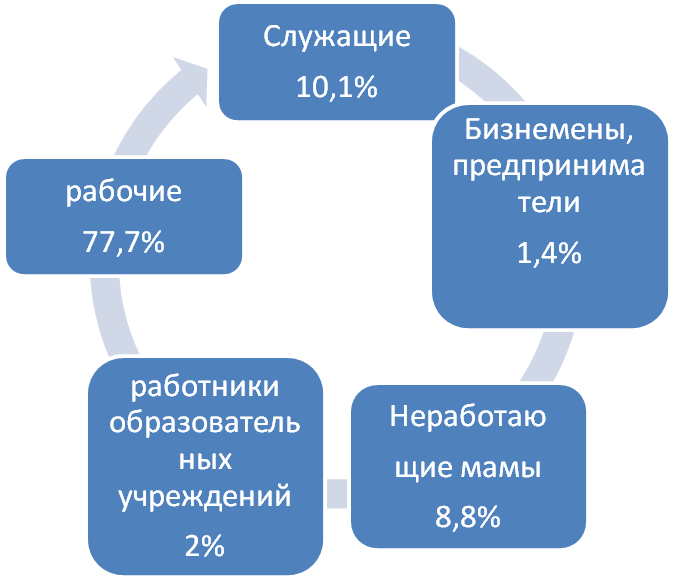 Служащие
10,1%
Бизнемены,
предпринима
тели
1,4%
Неработаю
щие мамы
8,8%
работники
образователь
ных
учреждений
2%
рабочие
77,7%